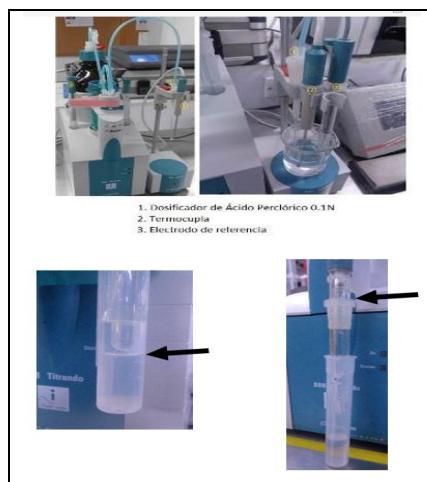 1. Dosificador de Ácido Perclórico 0.1N
2. Termocupla
3. Electrodo de referencia
Titrando